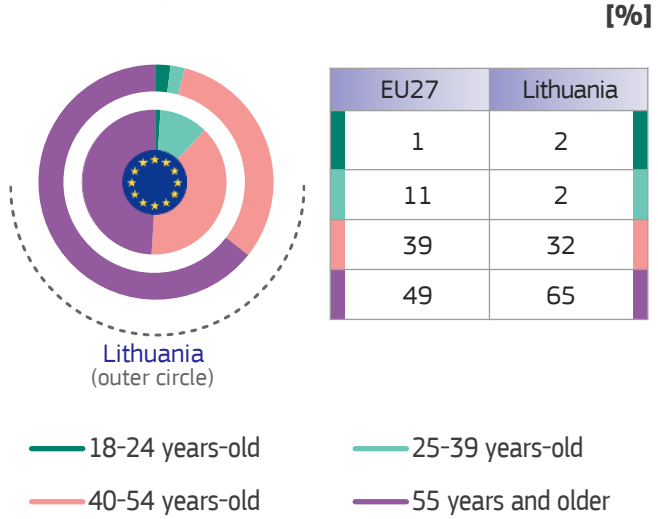 [%]
EU27 Lithuania
1 2
11 2
39 32
49 65
Lithuania
(outer circle)
18-24 years-old 25-39 years-old
40-54 years-old 55 years and older